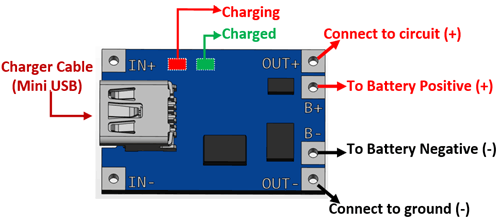 Charging
Charged
Connect to circuit (+)
IN+
OUT+
Charger Cable
(Mini USB)
To Battery Positive (+)
B+
B-
To Battery Negative (-)
IN-
OUT-
Connect to ground (-)